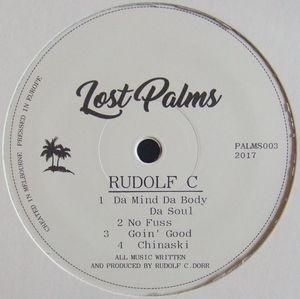 Lost Palms
CREATED IN MELBOURNE PRESSED IN EUROPE
PALMS003
2017
RUDOLF C
1 Da Mind Da Body
Da Soul
2 No Fuss
3 Goin' Good
4 Chinaski
ALL MUSIC WRITTEN
AND PRODUCED BY RUDOLF C.DORR